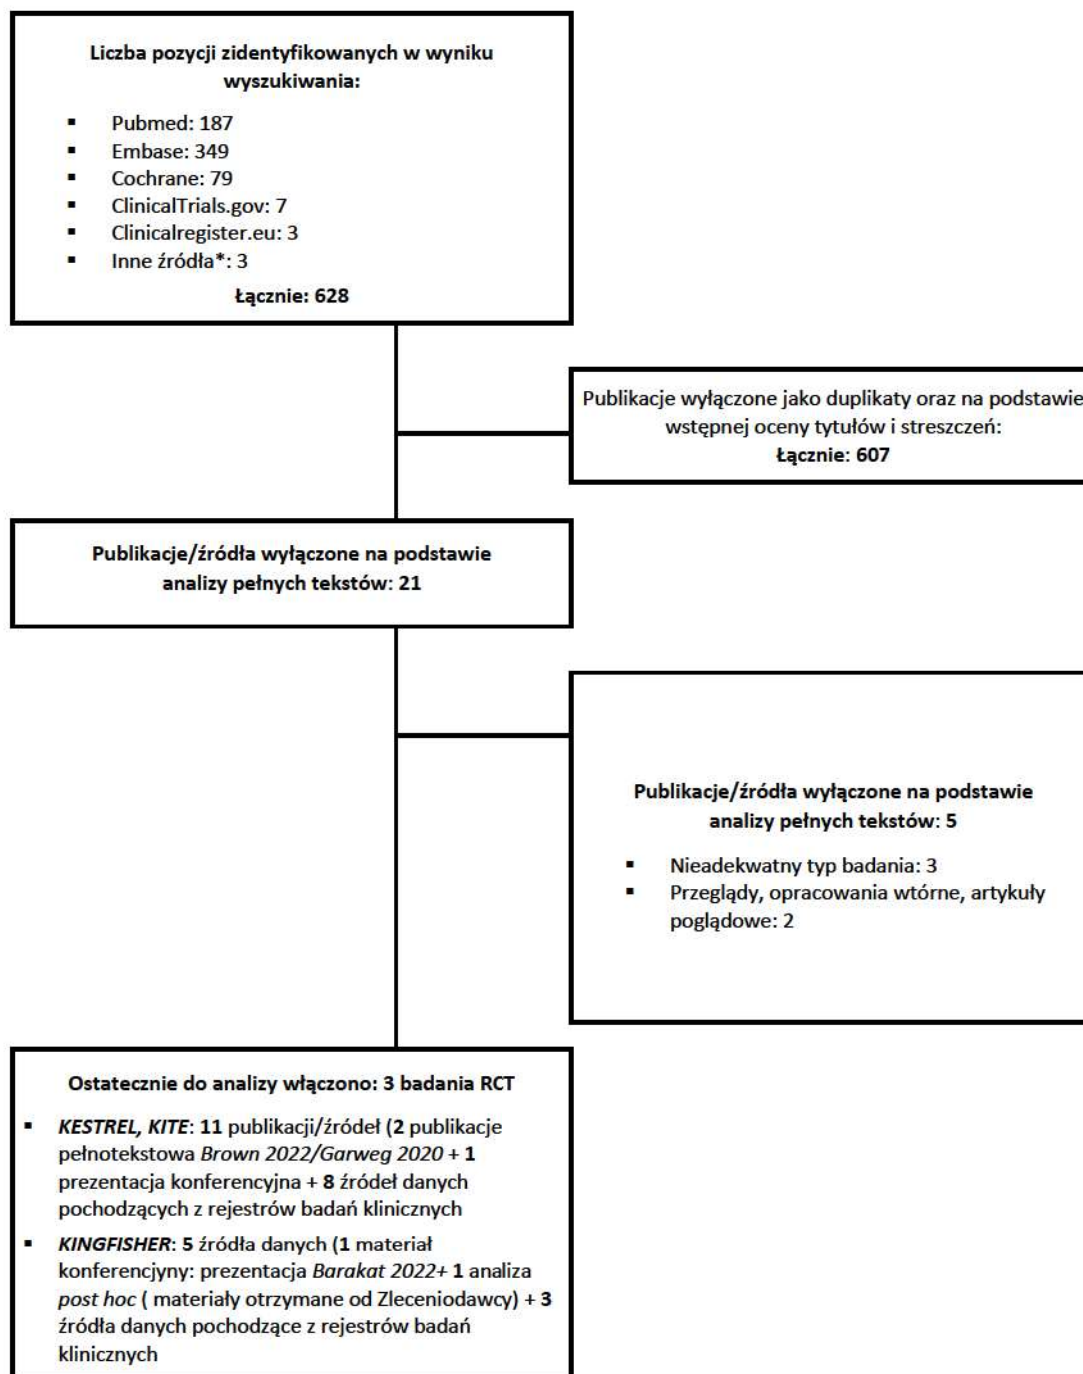 Liczba pozycji zidentyfikowanych w wyniku
wyszukiwania:
▪ Pubmed: 187
▪ Embase: 349
▪ Cochrane: 79
▪ ClinicalTrials.gov: 7
▪ Clinicalregister.eu: 3
▪ Inne źródła*: 3
Łącznie: 628
Publikacje wyłączone jako duplikaty oraz na podstawie
wstępnej oceny tytułów i streszczeń:
Łącznie: 607
Publikacje/źródła wyłączone na podstawie
analizy pełnych tekstów: 21
Publikacje/źródła wyłączone na podstawie
analizy pełnych tekstów: 5
▪ Nieadekwatny typ badania: 3
▪ Przeglądy, opracowania wtórne, artykuły
poglądowe: 2
Ostatecznie do analizy włączono: 3 badania RCT
▪ KESTREL, KITE: 11 publikacji/źródeł (2 publikacje
pełnotekstowa Brown 2022/Garweg 2020 + 1
prezentacja konferencyjna + 8 źródeł danych
pochodzących z rejestrów badań klinicznych
▪ KINGFISHER: 5 źródła danych (1 materiał
konferencyjny: prezentacja Barakat 2022+ 1 analiza
post hoc ( materiały otrzymane od Zleceniodawcy) + 3
źródła danych pochodzące z rejestrów badań
klinicznych